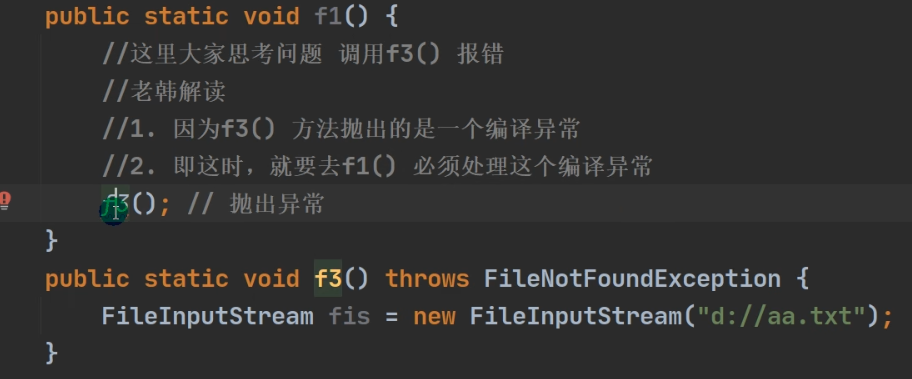 public static void f1() {
//这里大家思考问题 调用f3() 报错
//老韩解读
//1. 因为f3() 方法抛出的是一个编译异常
//2. 即这时，就要去f1() 必须处理这个编译异常
f3(); // 抛出异常
}
public static void f3() throws FileNotFoundException {
FileInputStream fis = new FileInputStream("d://aa.txt");
}